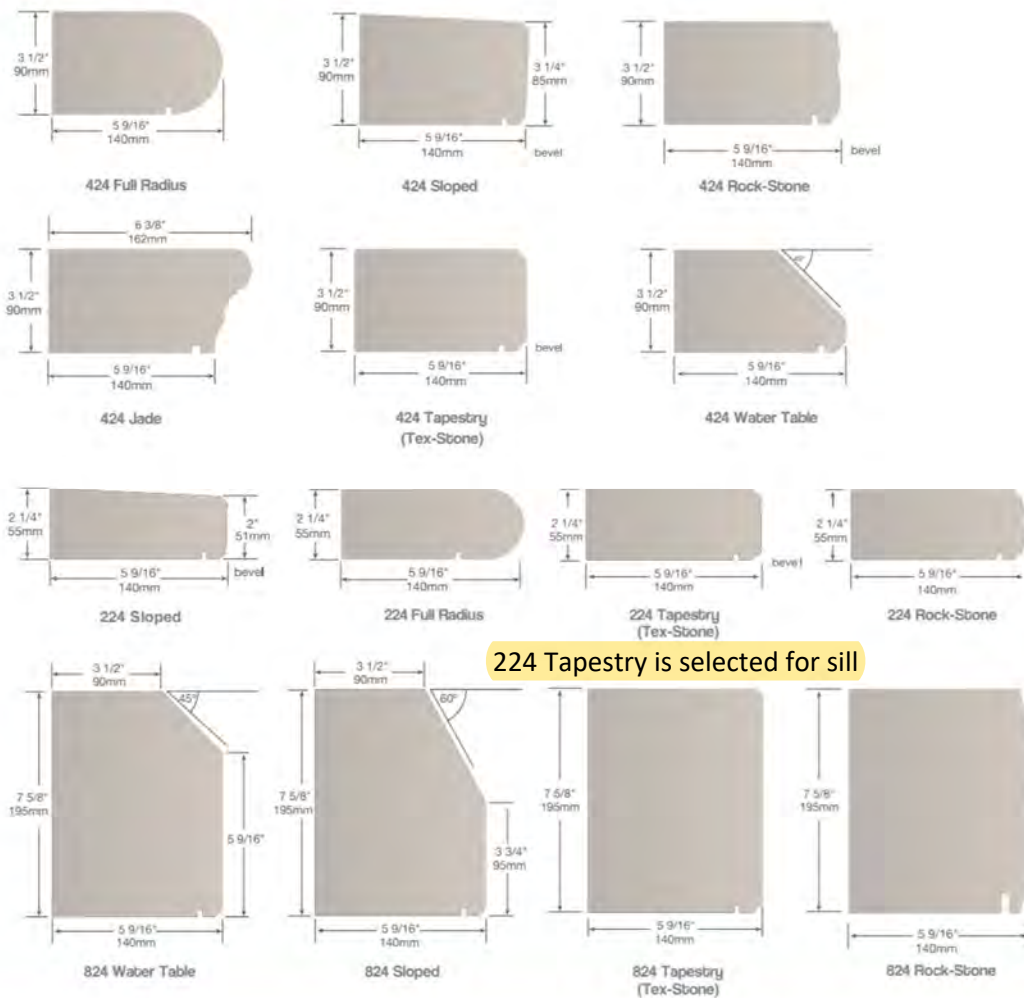 3 1/2"
90mm
5 9/16"
140mm
424 Full Radius
3 1/2"
90mm
3 1/4"
85mm
5 9/16"
140mm
bevel
424 Sloped
3 1/2"
90mm
5 9/16"
140mm
bevel
424 Rock-Stone
6 3/8"
162mm
3 1/2"
90mm
5 9/16"
140mm
424 Jade
3 1/2"
90mm
bevel
5 9/16"
140mm
424 Tapestry
(Tex-Stone)
3 1/2"
90mm
5 9/16"
140mm
424 Water Table
2 1/4"
55mm
2"
51mm
5 9/16"
140mm
bevel
224 Sloped
2 1/4"
55mm
5 9/16"
140mm
224 Full Radius
2 1/4"
55mm
bevel
5 9/16"
140mm
224 Tapestry
(Tex-Stone)
2 1/4"
55mm
5 9/16"
140mm
224 Rock-Stone
224 Tapestry is selected for sill
3 1/2"
90mm
45°
7 5/8"
195mm
5 9/16"
5 9/16"
140mm
824 Water Table
3 1/2"
90mm
60°
7 5/8"
195mm
3 3/4"
95mm
5 9/16"
140mm
824 Sloped
7 5/8"
195mm
5 9/16"
140mm
824 Tapestry
(Tex-Stone)
7 5/8"
195mm
5 9/16"
140mm
824 Rock-Stone